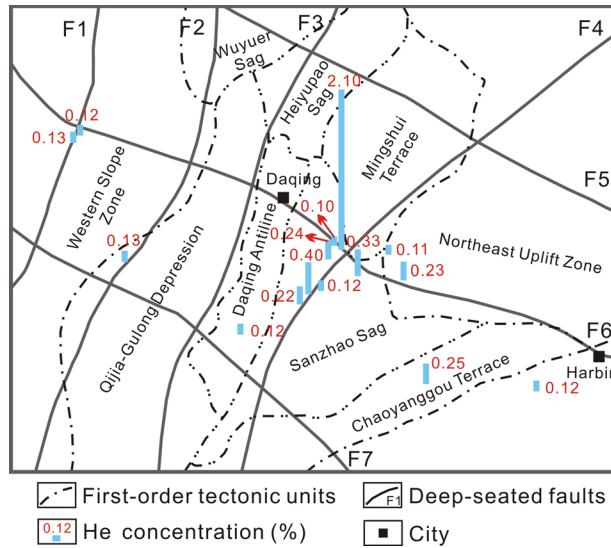 F1
F2
F3
F4
Wuyuer
Sag
Heiyupao
Sag
2.10
Mingshui
Terrace
0.12
0.13
Western Slope
Zone
Daqing
F5
0.10
0.24
0.33
0.11
Northeast Uplift Zone
0.13
0.40
0.23
Daqing Antiline
0.22
0.12
Qijia-Gulong Depression
0.12
Sanzhao Sag
F6
0.25
Harbin
Chaoyanggou Terrace
0.12
F7
First-order tectonic units
F1
Deep-seated faults
0.12
He concentration (%)
City